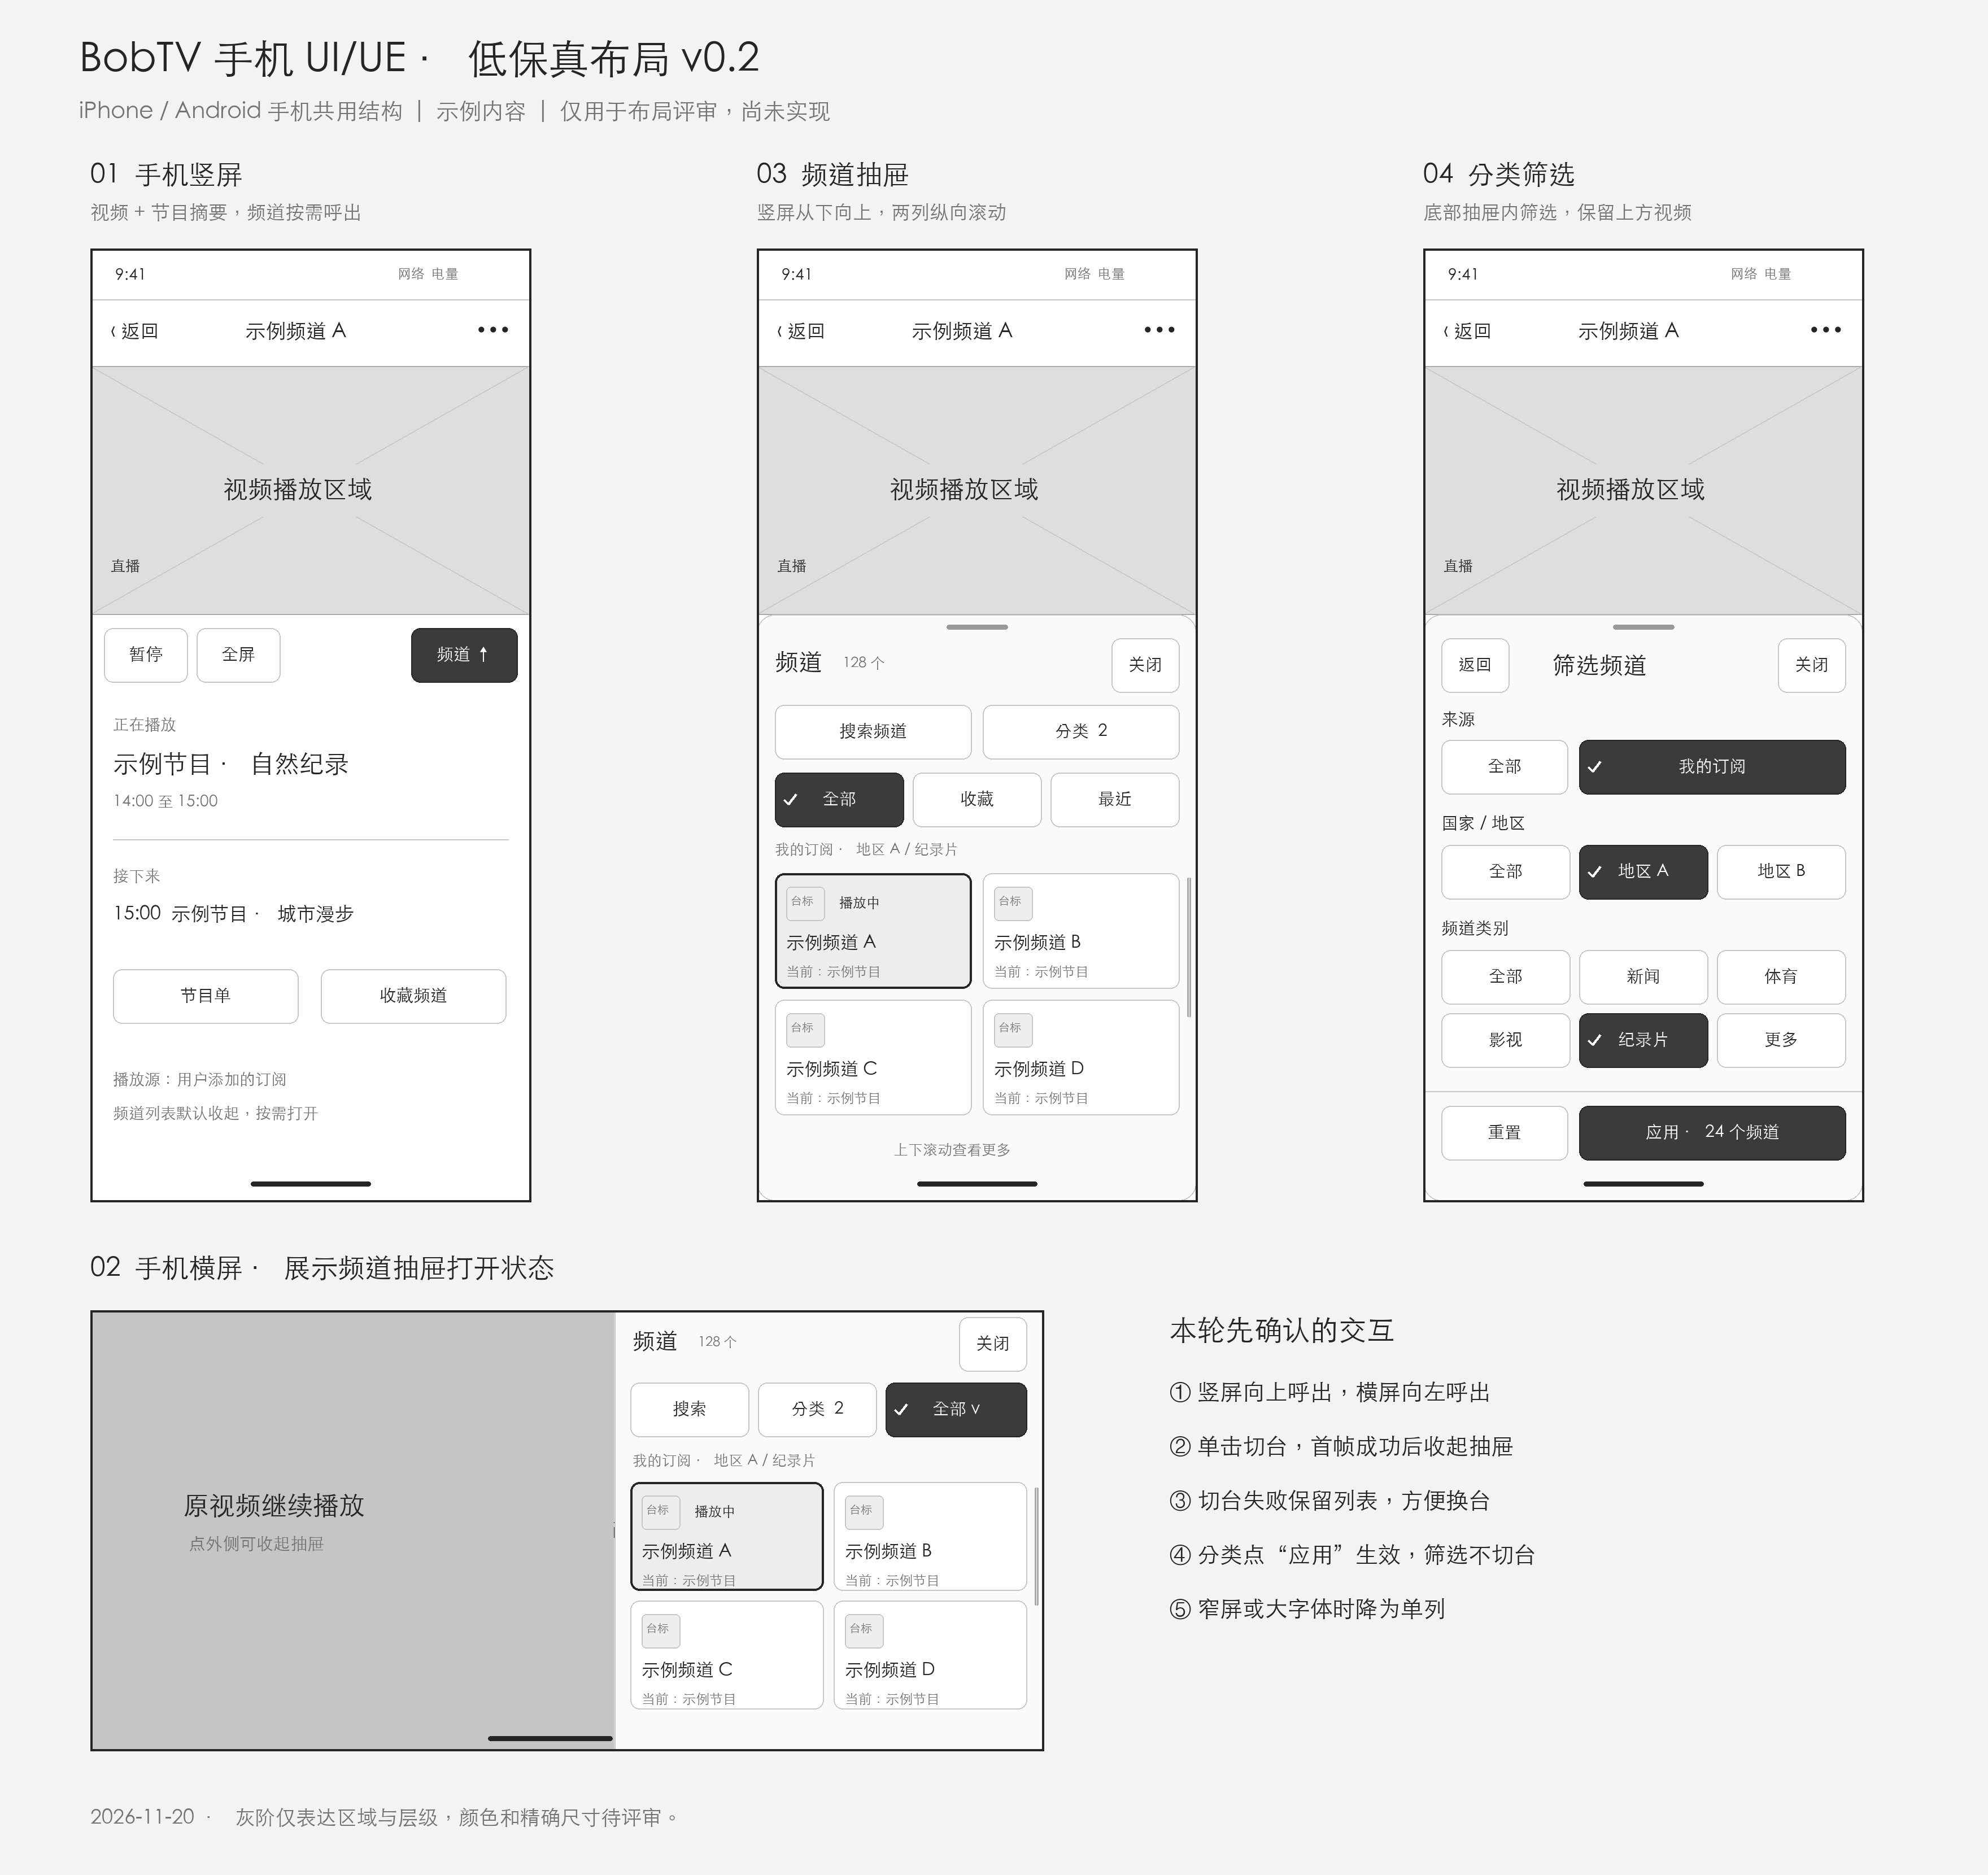 BobTV 手机 UI/UE · 低保真布局 v0.2
iPhone / Android 手机共用结构 | 示例内容 | 仅用于布局评审，尚未实现
01 手机竖屏
视频 + 节目摘要，频道按需呼出
9:41 网络 电量
‹ 返回 示例频道 A •••
视频播放区域
直播
暂停 全屏 频道 ↑
正在播放
示例节目 · 自然纪录
14:00 至 15:00
接下来
15:00 示例节目 · 城市漫步
节目单 收藏频道
播放源：用户添加的订阅
频道列表默认收起，按需打开
03 频道抽屉
竖屏从下向上，两列纵向滚动
9:41 网络 电量
‹ 返回 示例频道 A •••
视频播放区域
直播
频道 128 个 关闭
搜索频道 分类 2
✓ 全部 收藏 最近
我的订阅 · 地区 A / 纪录片
台标 播放中
示例频道 A
当前：示例节目
台标
示例频道 B
当前：示例节目
台标
示例频道 C
当前：示例节目
台标
示例频道 D
当前：示例节目
上下滚动查看更多
04 分类筛选
底部抽屉内筛选，保留上方视频
9:41 网络 电量
‹ 返回 示例频道 A •••
视频播放区域
直播
返回 筛选频道 关闭
来源
全部 ✓ 我的订阅
国家 / 地区
全部 ✓ 地区 A 地区 B
频道类别
全部 新闻 体育
影视 ✓ 纪录片 更多
重置 应用 · 24 个频道
02 手机横屏 · 展示频道抽屉打开状态
原视频继续播放
点外侧可收起抽屉
频道 128 个 关闭
搜索 分类 2 ✓ 全部 ∨
我的订阅 · 地区 A / 纪录片
台标 播放中
示例频道 A
当前：示例节目
台标
示例频道 B
当前：示例节目
台标
示例频道 C
当前：示例节目
台标
示例频道 D
当前：示例节目
本轮先确认的交互
① 竖屏向上呼出，横屏向左呼出
② 单击切台，首帧成功后收起抽屉
③ 切台失败保留列表，方便换台
④ 分类点“应用”生效，筛选不切台
⑤ 窄屏或大字体时降为单列
2026-11-20 · 灰阶仅表达区域与层级，颜色和精确尺寸待评审。